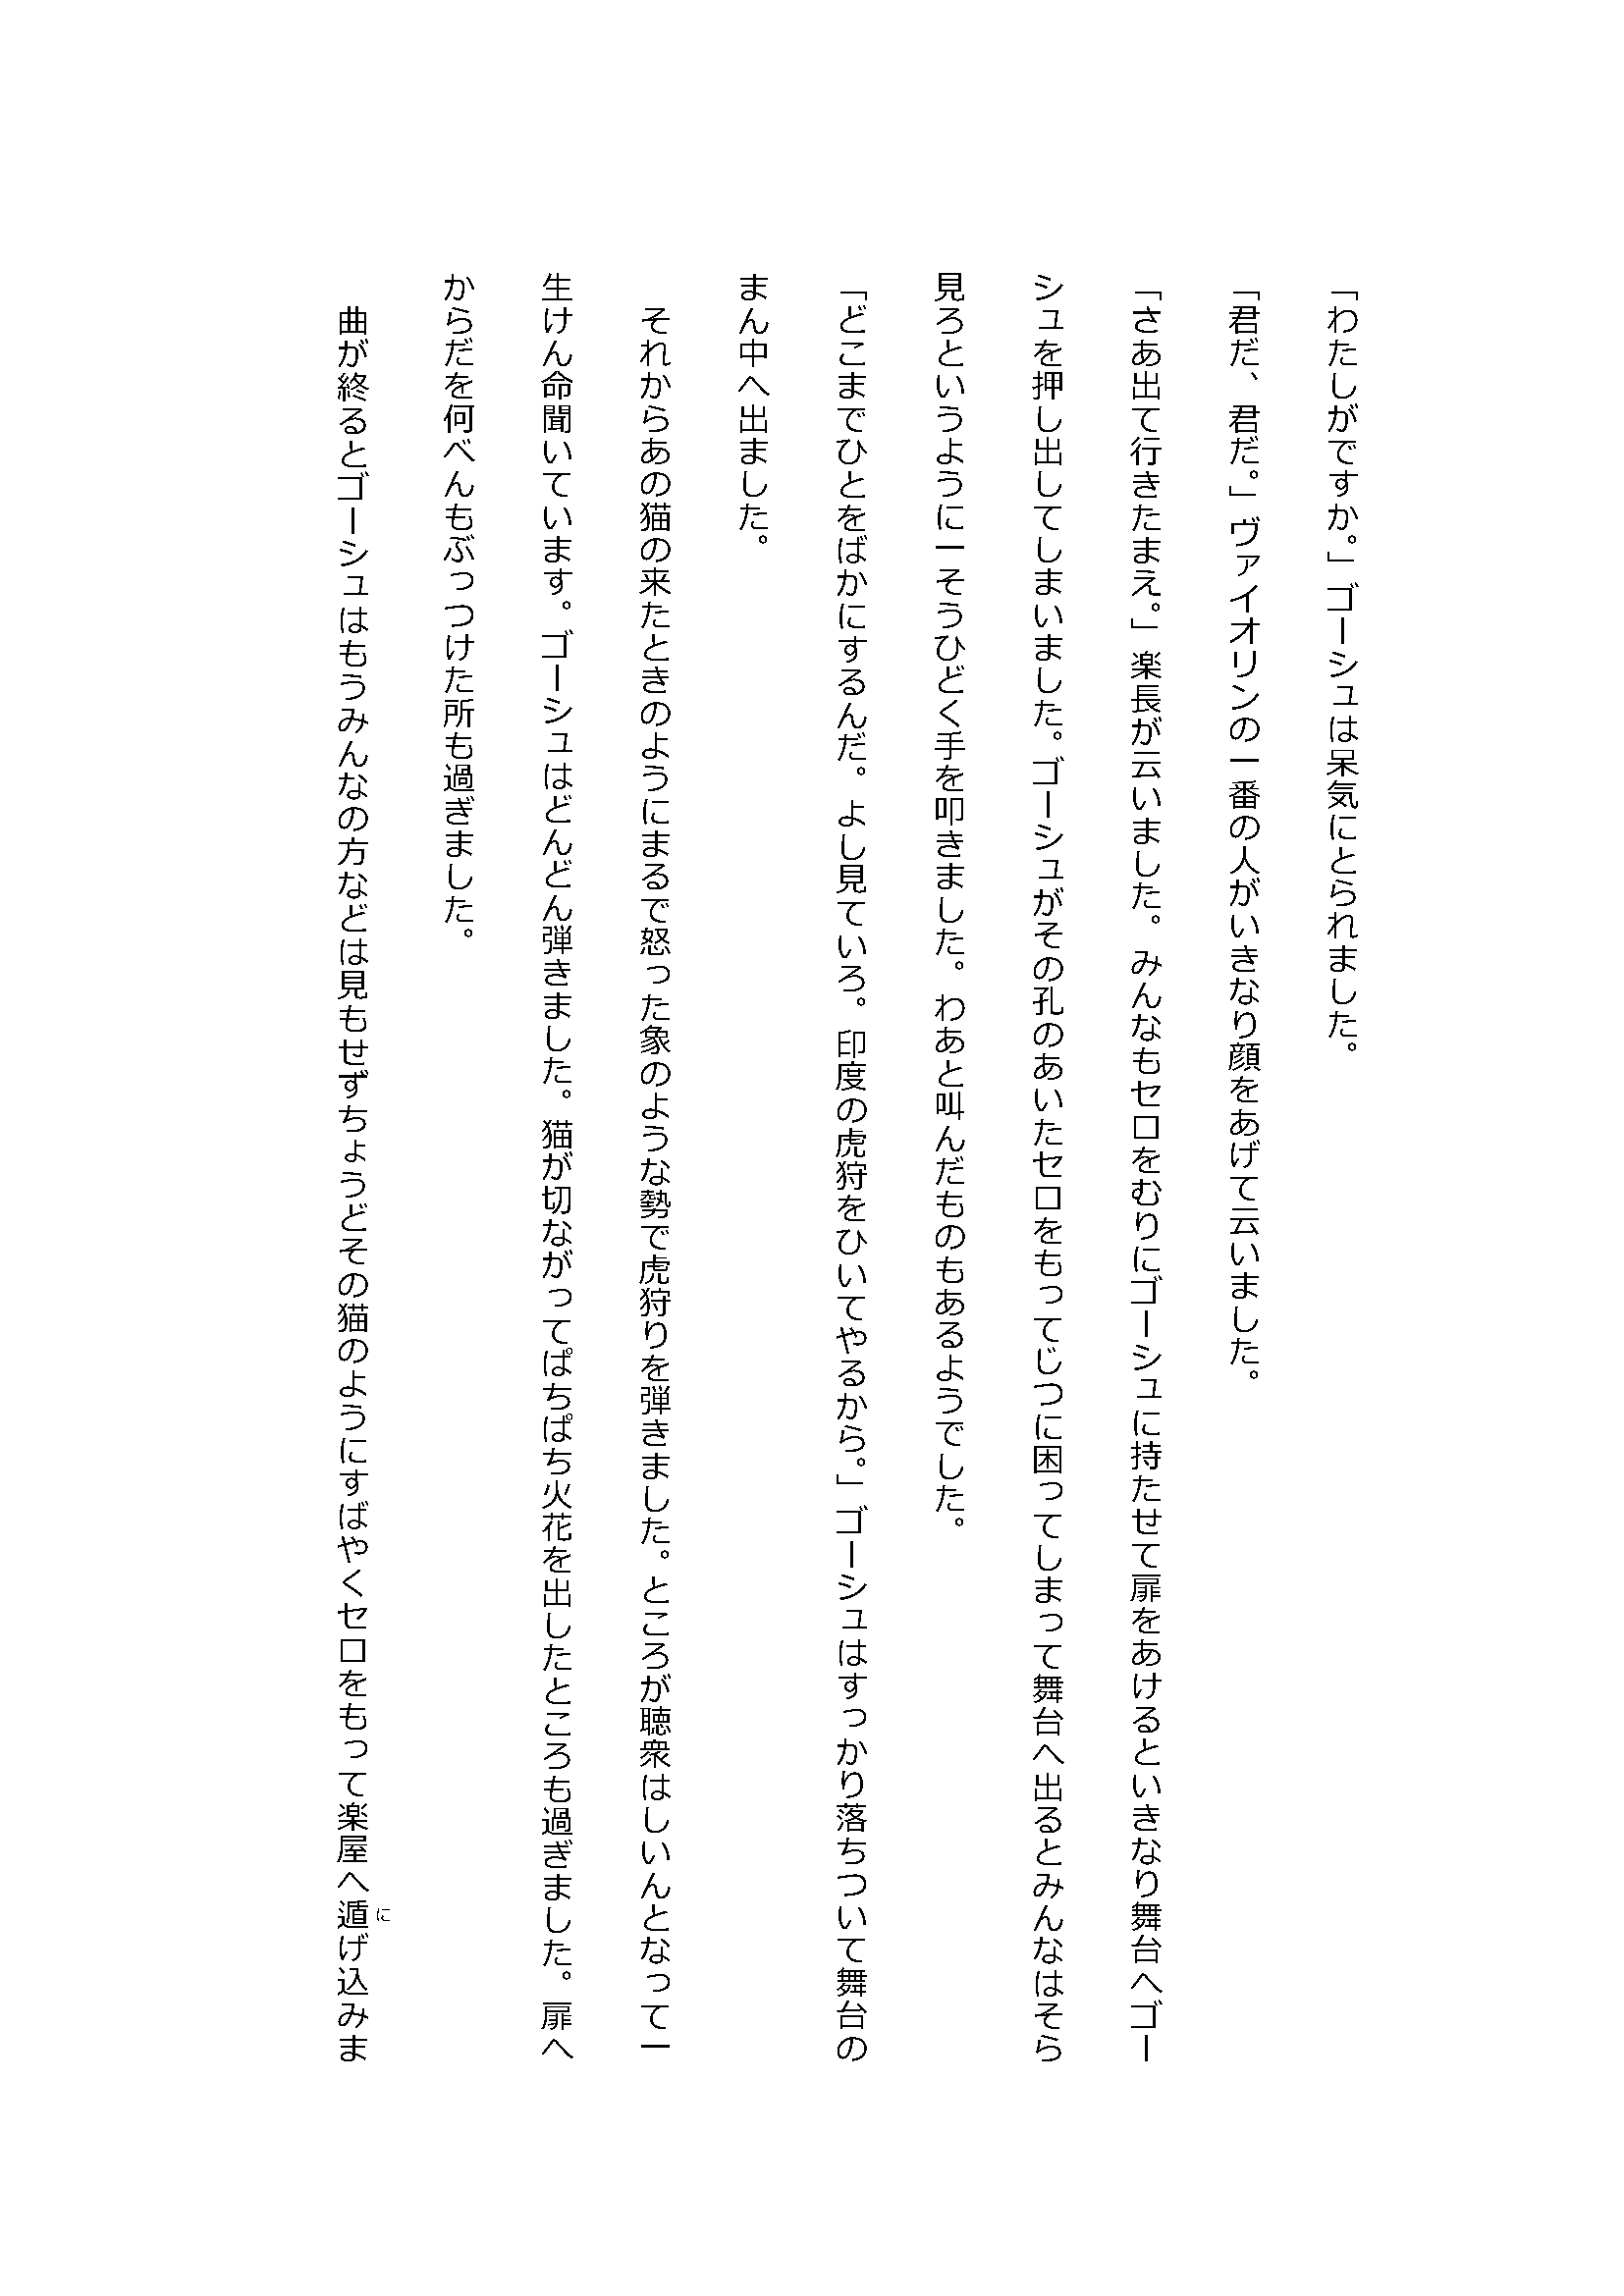 「わたしがですか。」ゴーシュは呆気にとられました。
「君だ、君だ。」ヴァイオリンの一番の人がいきなり顔をあげて云いました。
「さあ出て行きたまえ。」楽長が云いました。みんなもセロをむりにゴーシュに持たせて扉をあけるといきなり舞台へゴー
シュを押し出してしまいました。ゴーシュがその孔のあいたセロをもってじつに困ってしまって舞台へ出るとみんなはそら
見ろというように一そうひどく手を叩きました。わあと叫んだものもあるようでした。
「どこまでひとをばかにするんだ。よし見ていろ。印度の虎狩をひいてやるから。」ゴーシュはすっかり落ちついて舞台の
まん中へ出ました。
　それからあの猫の来たときのようにまるで怒った象のような勢で虎狩りを弾きました。ところが聴衆はしいんとなって一
生けん命聞いています。ゴーシュはどんどん弾きました。猫が切ながってぱちぱち火花を出したところも過ぎました。扉へ
からだを何べんもぶっつけた所も過ぎました。
　曲が終るとゴーシュはもうみんなの方などは見もせずちょうどその猫のようにすばやくセロをもって楽屋へ遁げ込みま
に